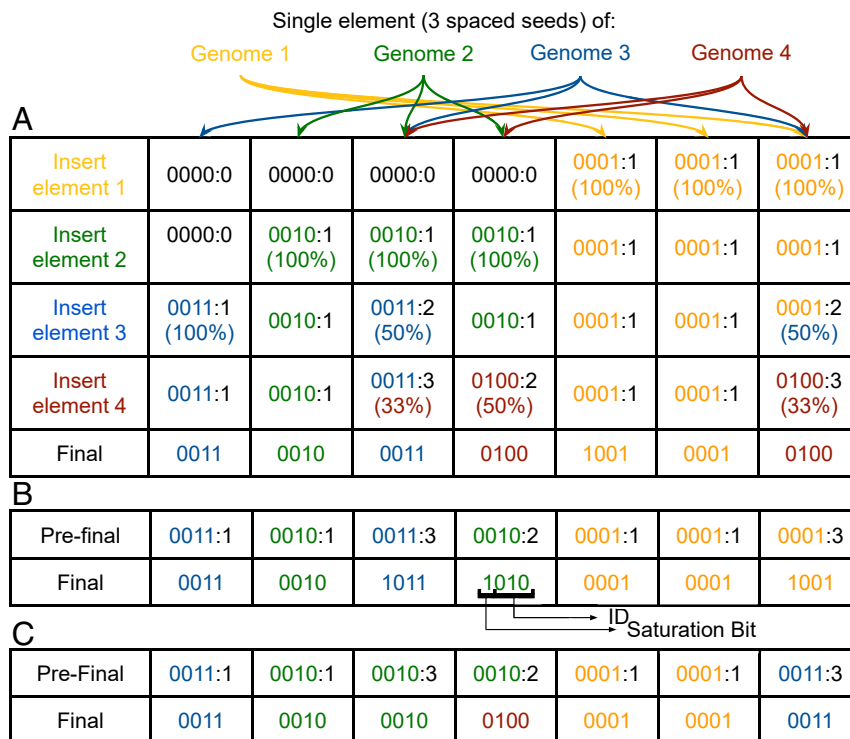 Single element (3 spaced seeds) of:
Genome 1 Genome 2 Genome 3 Genome 4
A
Insert element 1 0000:0 0000:0 0000:0 0000:0 0001:1 (100%) 0001:1 (100%) 0001:1 (100%)
Insert element 2 0000:0 0010:1 (100%) 0010:1 (100%) 0010:1 (100%) 0001:1 0001:1 0001:1
Insert element 3 0011:1 (100%) 0010:1 0011:2 (50%) 0010:1 0001:1 0001:1 0001:2 (50%)
Insert element 4 0011:1 0010:1 0011:3 (33%) 0100:2 (50%) 0001:1 0001:1 0100:3 (33%)
Final 0011 0010 0011 0100 1001 0001 0100
B
Pre-final 0011:1 0010:1 0011:3 0010:2 0001:1 0001:1 0001:3
Final 0011 0010 1011 1010 0001 0001 1001
ID
Saturation Bit
C
Pre-Final 0011:1 0010:1 0010:3 0010:2 0001:1 0001:1 0011:3
Final 0011 0010 0010 0100 0001 0001 0011